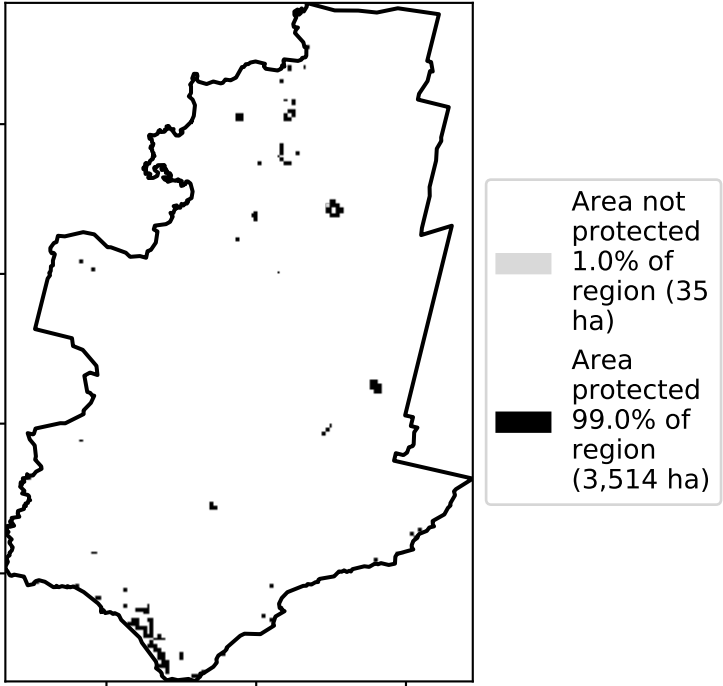 Area not
protected
1.0% of
region (35
ha)
Area
protected
99.0% of
region
(3,514 ha)